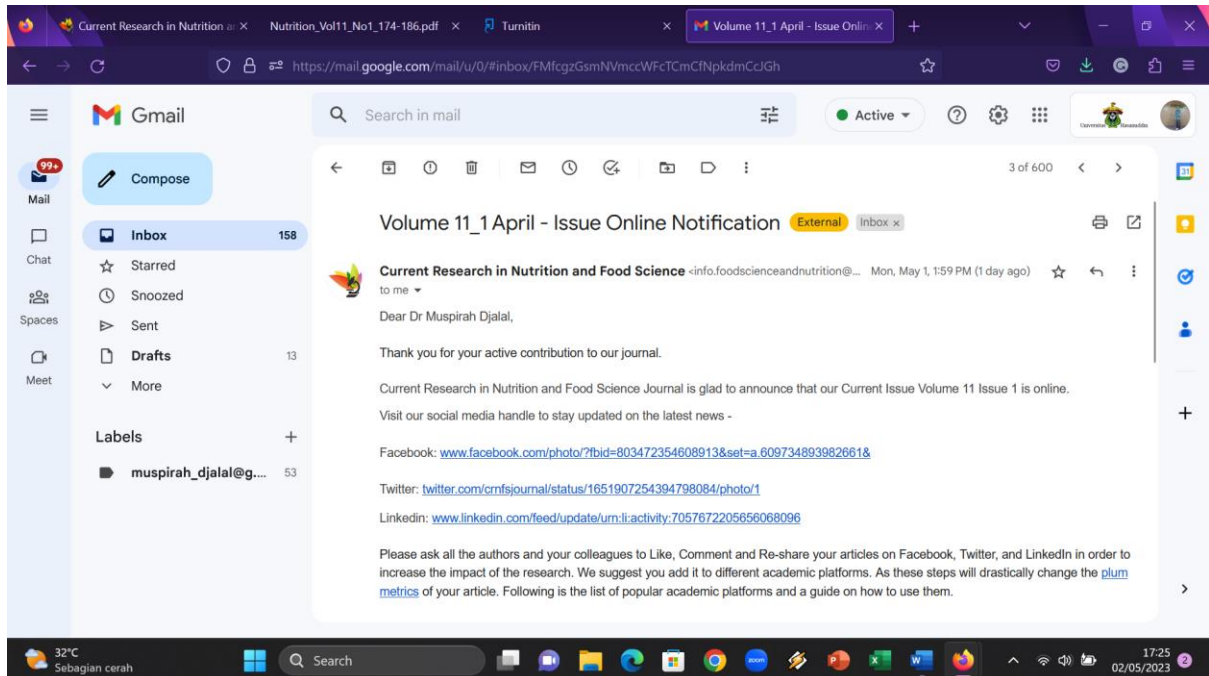 Current Research in Nutrition ar
Nutrition_Vol11_No1_174-186.pdf
Turnitin
Volume 11_1 April - Issue Onlin
https://mail.google.com/mail/u/0/#inbox/FMfcgzGsmNVmccWFcTCmCfNpkdmCcJGh
Gmail
Search in mail
Active
99+
Mail
Compose
3 of 600
31
Chat
Inbox 158
Starred
Snoozed
Spaces
Sent
Drafts 13
Meet
More
Labels
muspirah_djalal@g.... 53
Volume 11_1 April - Issue Online Notification External Inbox x
Current Research in Nutrition and Food Science <info.foodscienceandnutrition@... Mon, May 1, 1:59 PM (1 day ago)
to me
Dear Dr Muspirah Djalal,
Thank you for your active contribution to our journal.
Current Research in Nutrition and Food Science Journal is glad to announce that our Current Issue Volume 11 Issue 1 is online.
Visit our social media handle to stay updated on the latest news -
Facebook: www.facebook.com/photo/?fbid=803472354608913&set=a.609734893982661&
Twitter: twitter.com/crnfsjournal/status/1651907254394798084/photo/1
Linkedin: www.linkedin.com/feed/update/urn:li:activity:7057672205656068096
Please ask all the authors and your colleagues to Like, Comment and Re-share your articles on Facebook, Twitter, and LinkedIn in order to
increase the impact of the research. We suggest you add it to different academic platforms. As these steps will drastically change the plum
metrics of your article. Following is the list of popular academic platforms and a guide on how to use them.
32°C
Sebagian cerah
Search
zoom
17:25
02/05/2023
2